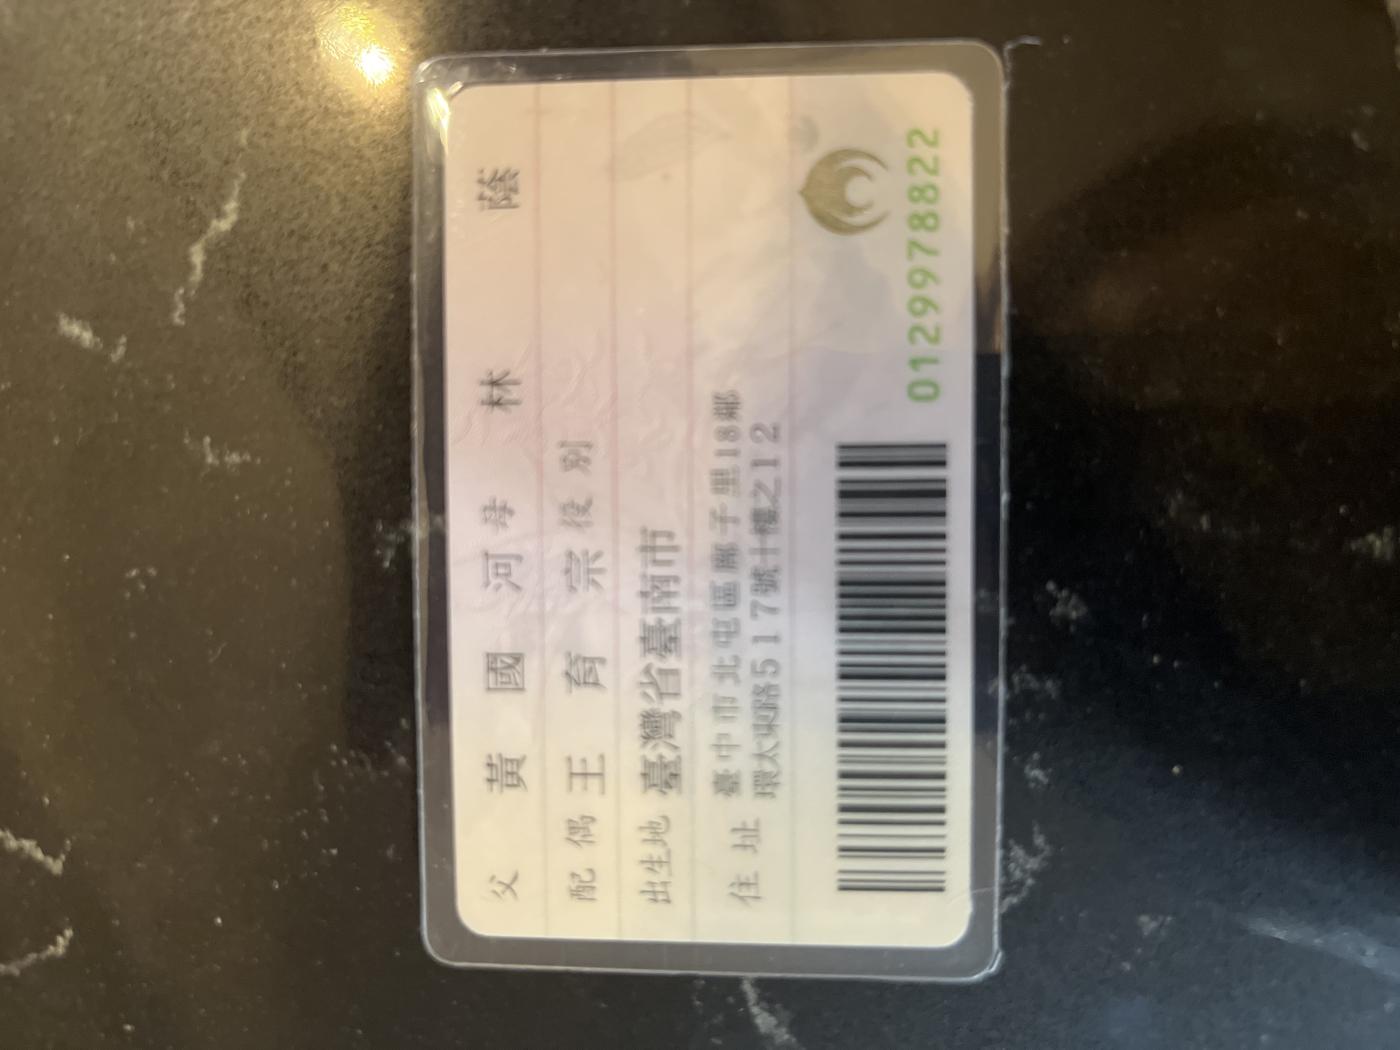 父 黃國河 母 林 蔭
配偶 王育宗 役別
出生地 臺灣省臺南市
住址 臺中市北屯區廍子里18鄰
環太東路517號十樓之12
0129978822